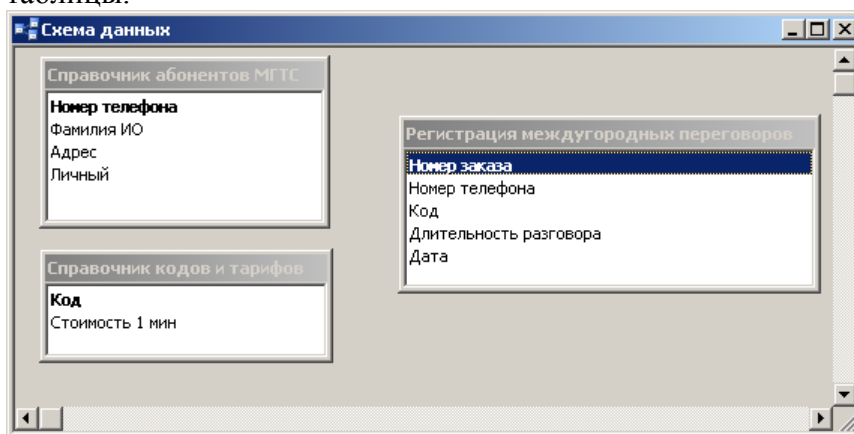 таблицы.
Схема данных
Справочник абонентов МГТС
Номер телефона
Фамилия ИО
Адрес
Личный
Регистрация междугородных переговоров
Номер заказа
Номер телефона
Код
Длительность разговора
Дата
Справочник кодов и тарифов
Код
Стоимость 1 мин